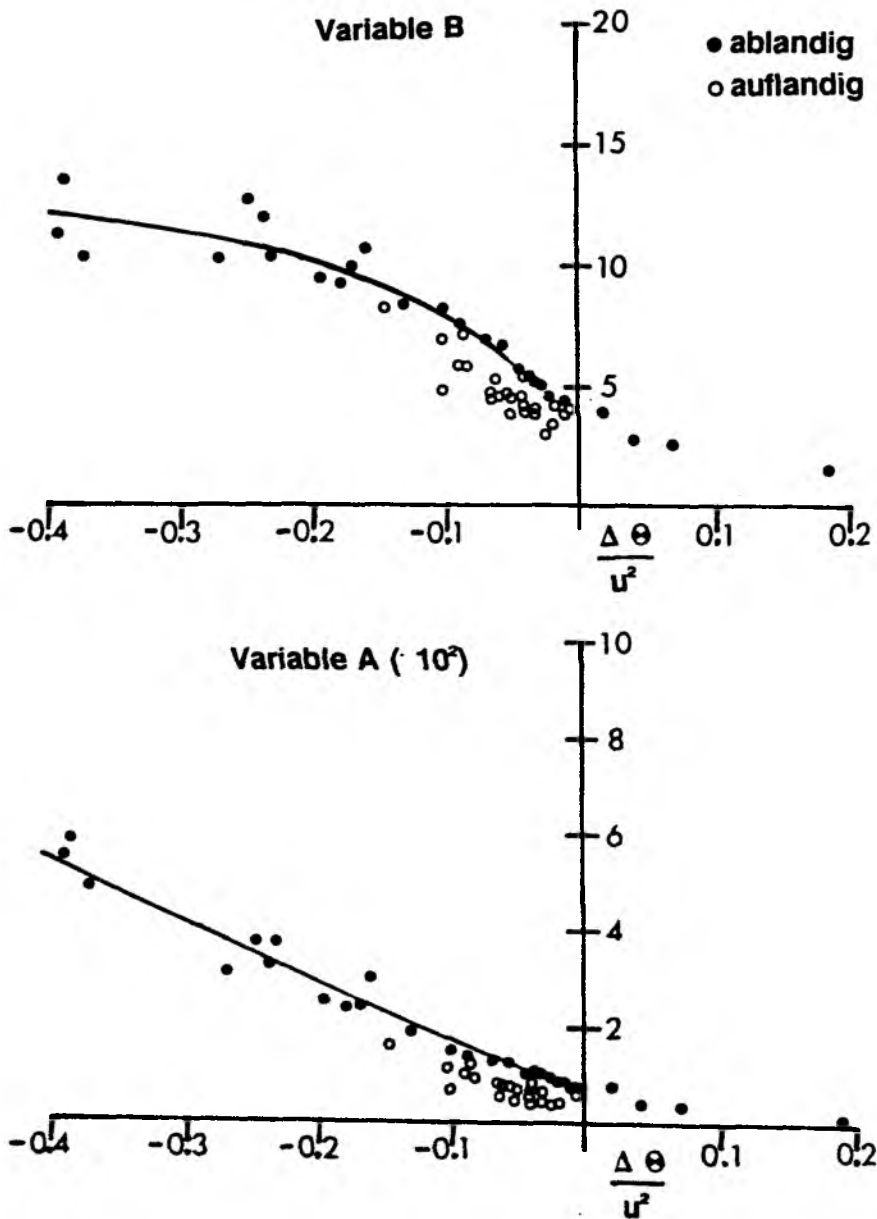 Variable B
20
● ablandig
○ auflandig
15
10
5
-0.4 -0.3 -0.2 -0.1 0.1 0.2
Δ Θ
u²
Variable A ( · 10²)
10
8
6
4
2
-0.4 -0.3 -0.2 -0.1 0.1 0.2
Δ Θ
u²